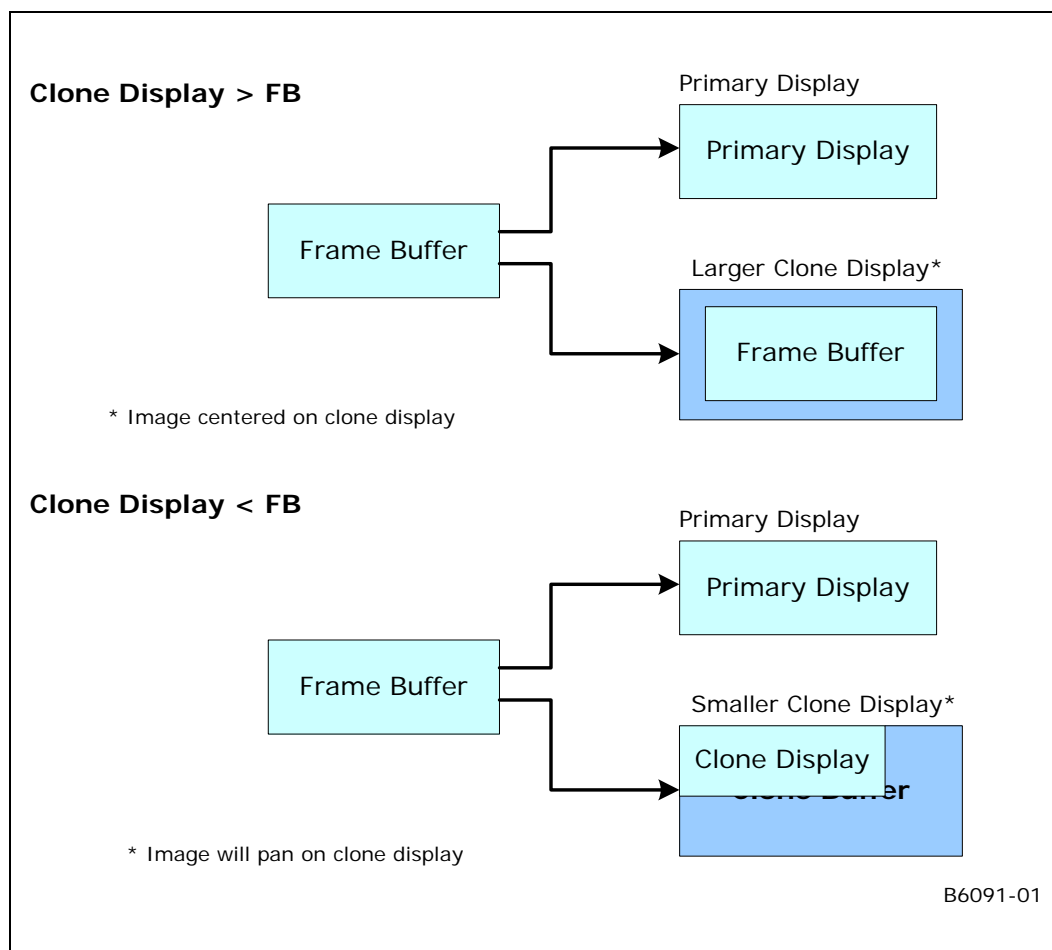 Clone Display > FB
Primary Display
Primary Display
Frame Buffer
Larger Clone Display*
Frame Buffer
* Image centered on clone display
Clone Display < FB
Primary Display
Primary Display
Frame Buffer
Smaller Clone Display*
Clone Display
Clone Buffer
* Image will pan on clone display
B6091-01